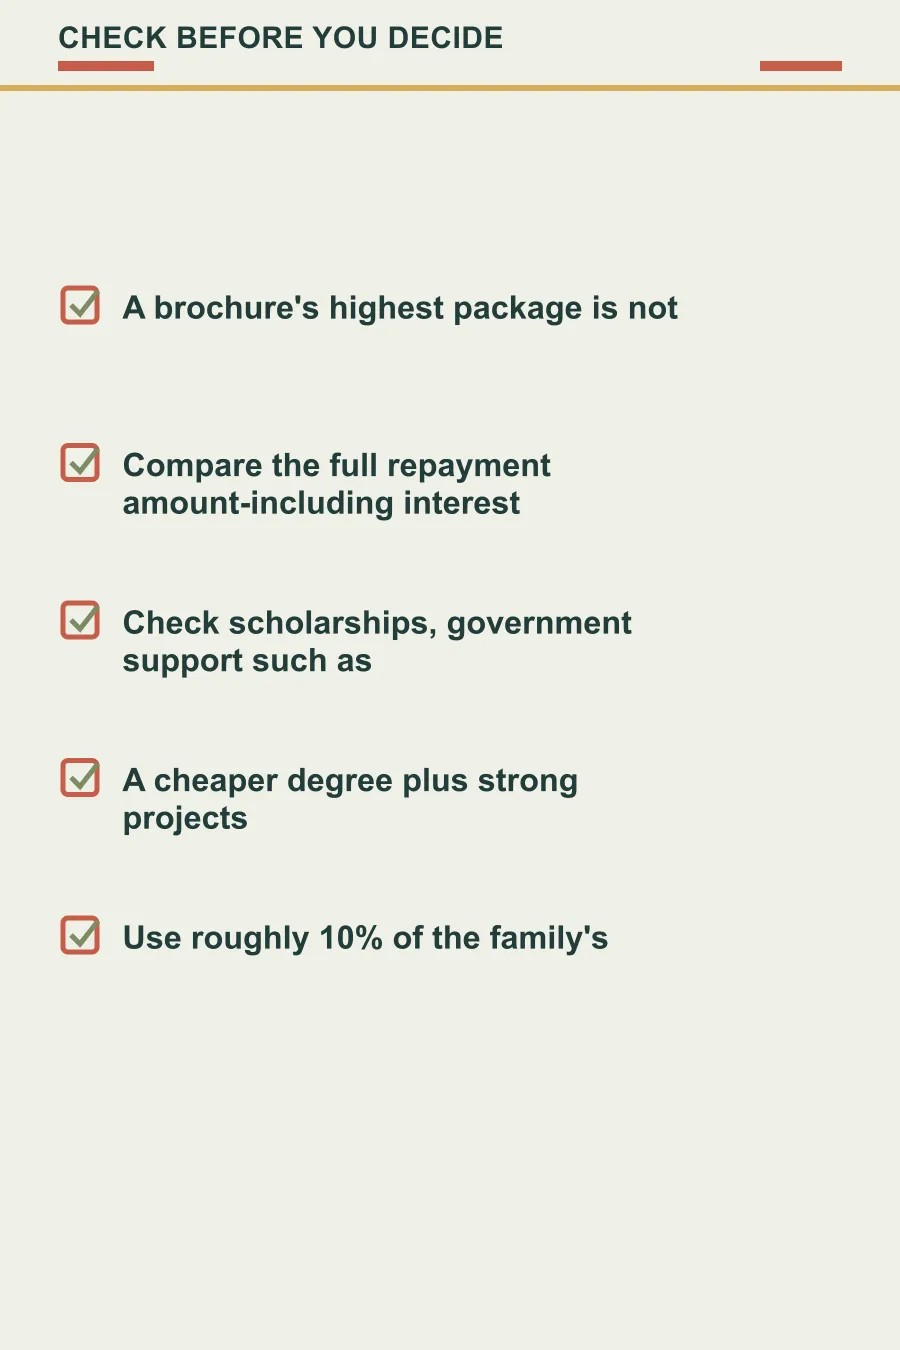 CHECK BEFORE YOU DECIDE
A brochure's highest package is not
Compare the full repayment
amount-including interest
Check scholarships, government
support such as
A cheaper degree plus strong
projects
Use roughly 10% of the family's